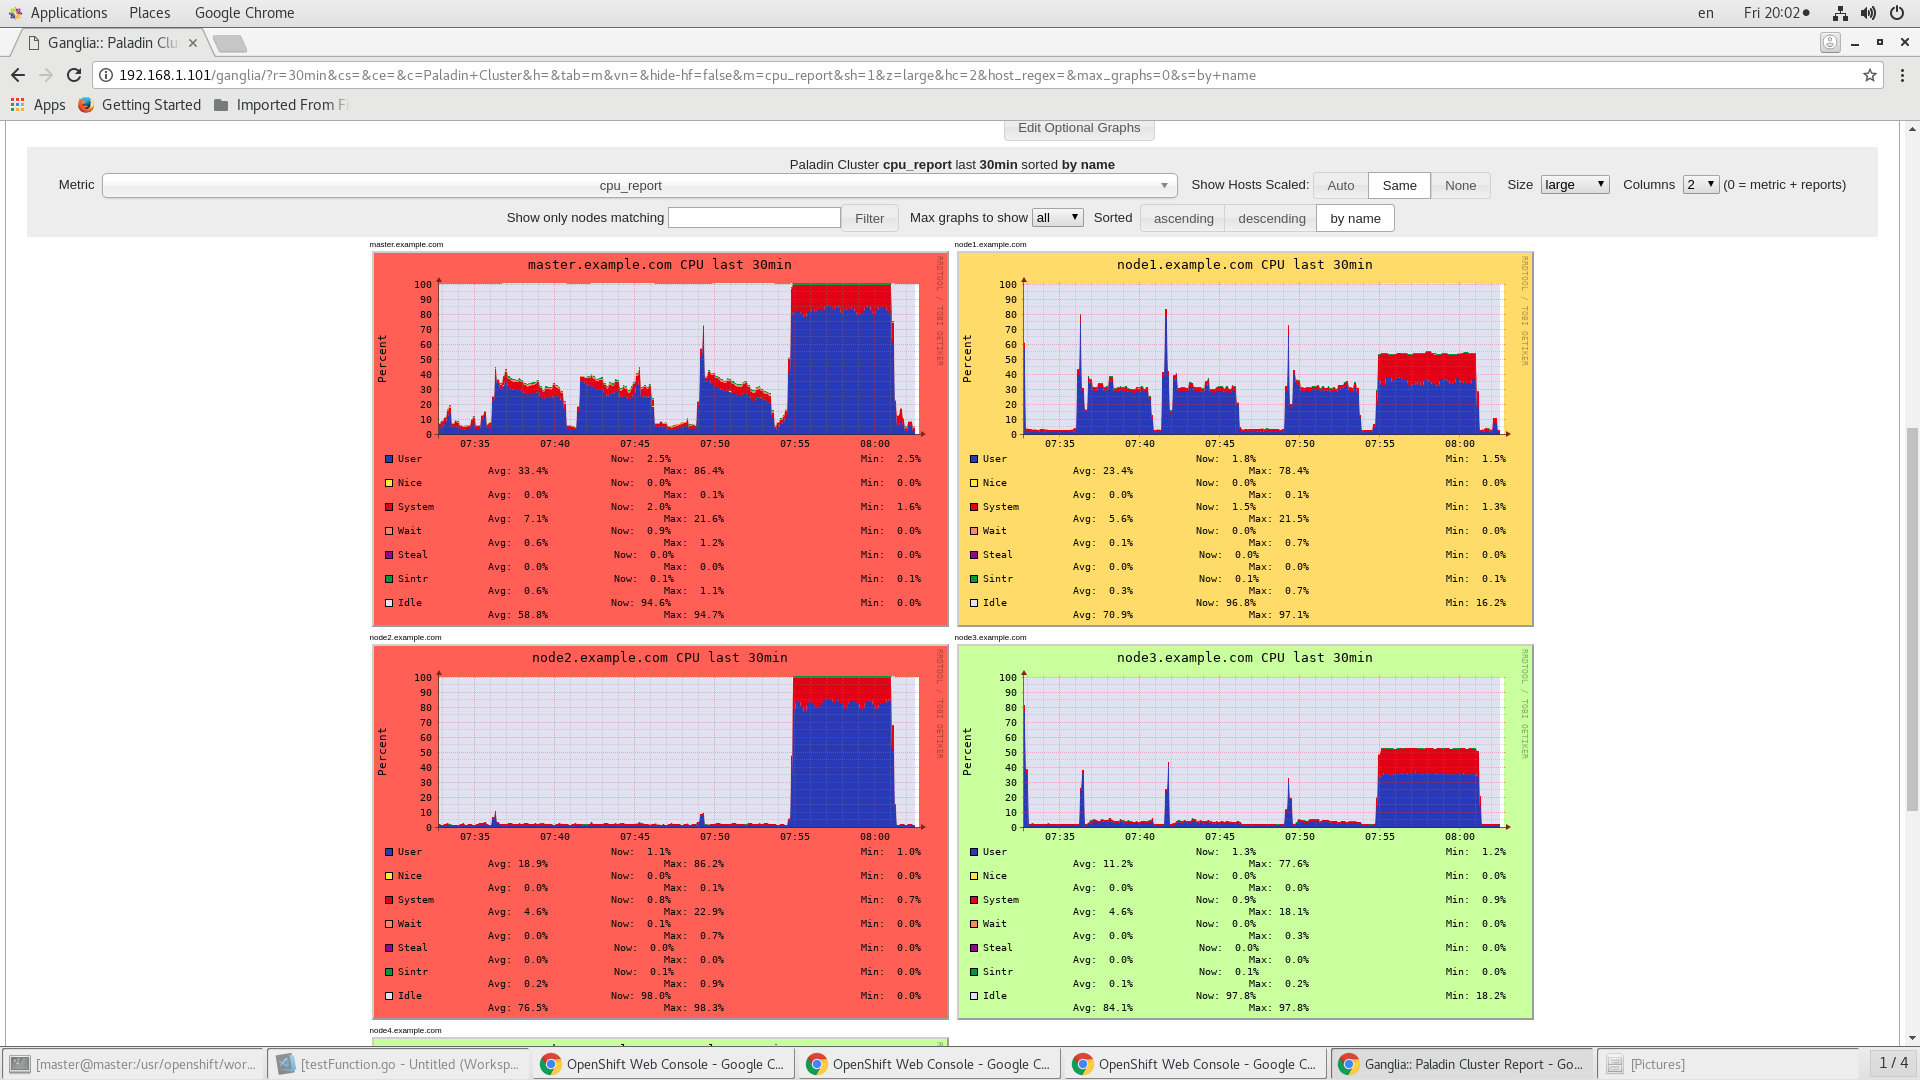 Applications Places Google Chrome en Fri 20:02
Ganglia:: Paladin Clu
192.168.1.101/ganglia/?r=30min&cs=&ce=&c=Paladin+Cluster&h=&tab=m&vn=&hide-hf=false&m=cpu_report&sh=1&z=large&hc=2&host_regex=&max_graphs=0&s=by+name
Apps Getting Started Imported From Fi
Edit Optional Graphs
Paladin Cluster cpu_report last 30min sorted by name
Metric cpu_report Show Hosts Scaled: Auto Same None Size large Columns 2 (0 = metric + reports)
Show only nodes matching Filter Max graphs to show all Sorted ascending descending by name
master.example.com
master.example.com CPU last 30min
RRDTOOL / TOBI OETIKER
Percent
100
90
80
70
60
50
40
30
20
10
0
07:35 07:40 07:45 07:50 07:55 08:00
User Now: 2.5% Min: 2.5%
Avg: 33.4% Max: 86.4%
Nice Now: 0.0% Min: 0.0%
Avg: 0.0% Max: 0.1%
System Now: 2.0% Min: 1.6%
Avg: 7.1% Max: 21.6%
Wait Now: 0.9% Min: 0.0%
Avg: 0.6% Max: 1.2%
Steal Now: 0.0% Min: 0.0%
Avg: 0.0% Max: 0.0%
Sintr Now: 0.1% Min: 0.1%
Avg: 0.6% Max: 1.1%
Idle Now: 94.6% Min: 0.0%
Avg: 58.8% Max: 94.7%
node1.example.com
node1.example.com CPU last 30min
RRDTOOL / TOBI OETIKER
Percent
100
90
80
70
60
50
40
30
20
10
0
07:35 07:40 07:45 07:50 07:55 08:00
User Now: 1.8% Min: 1.5%
Avg: 23.4% Max: 78.4%
Nice Now: 0.0% Min: 0.0%
Avg: 0.0% Max: 0.1%
System Now: 1.5% Min: 1.3%
Avg: 5.6% Max: 21.5%
Wait Now: 0.0% Min: 0.0%
Avg: 0.1% Max: 0.7%
Steal Now: 0.0% Min: 0.0%
Avg: 0.0% Max: 0.0%
Sintr Now: 0.1% Min: 0.1%
Avg: 0.3% Max: 0.7%
Idle Now: 96.8% Min: 16.2%
Avg: 70.9% Max: 97.1%
node2.example.com
node2.example.com CPU last 30min
RRDTOOL / TOBI OETIKER
Percent
100
90
80
70
60
50
40
30
20
10
0
07:35 07:40 07:45 07:50 07:55 08:00
User Now: 1.1% Min: 1.0%
Avg: 18.9% Max: 86.2%
Nice Now: 0.0% Min: 0.0%
Avg: 0.0% Max: 0.1%
System Now: 0.8% Min: 0.7%
Avg: 4.6% Max: 22.9%
Wait Now: 0.1% Min: 0.0%
Avg: 0.0% Max: 0.7%
Steal Now: 0.0% Min: 0.0%
Avg: 0.0% Max: 0.0%
Sintr Now: 0.1% Min: 0.0%
Avg: 0.2% Max: 0.9%
Idle Now: 98.0% Min: 0.0%
Avg: 76.5% Max: 98.3%
node3.example.com
node3.example.com CPU last 30min
RRDTOOL / TOBI OETIKER
Percent
100
90
80
70
60
50
40
30
20
10
0
07:35 07:40 07:45 07:50 07:55 08:00
User Now: 1.3% Min: 1.2%
Avg: 11.2% Max: 77.6%
Nice Now: 0.0% Min: 0.0%
Avg: 0.0% Max: 0.0%
System Now: 0.9% Min: 0.9%
Avg: 4.6% Max: 18.1%
Wait Now: 0.0% Min: 0.0%
Avg: 0.0% Max: 0.3%
Steal Now: 0.0% Min: 0.0%
Avg: 0.0% Max: 0.0%
Sintr Now: 0.1% Min: 0.0%
Avg: 0.1% Max: 0.2%
Idle Now: 97.8% Min: 18.2%
Avg: 84.1% Max: 97.8%
node4.example.com
[master@master:/usr/openshift/wor... [testFunction.go - Untitled (Worksp... OpenShift Web Console - Google C... OpenShift Web Console - Google C... OpenShift Web Console - Google C... Ganglia:: Paladin Cluster Report - Go... [Pictures] 1 / 4